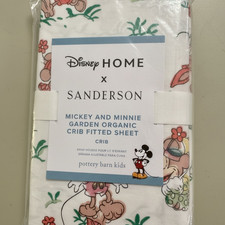 Disney HOME
x
SANDERSON
MICKEY AND MINNIE
GARDEN ORGANIC
CRIB FITTED SHEET
CRIB
pottery barn kids